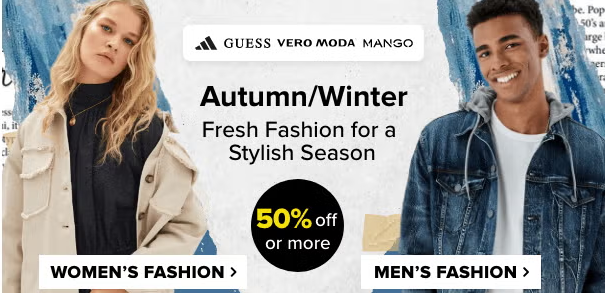 GUESS VERO MODA MANGO
Autumn/Winter
Fresh Fashion for a
Stylish Season
50% off
or more
WOMEN'S FASHION >
MEN'S FASHION >